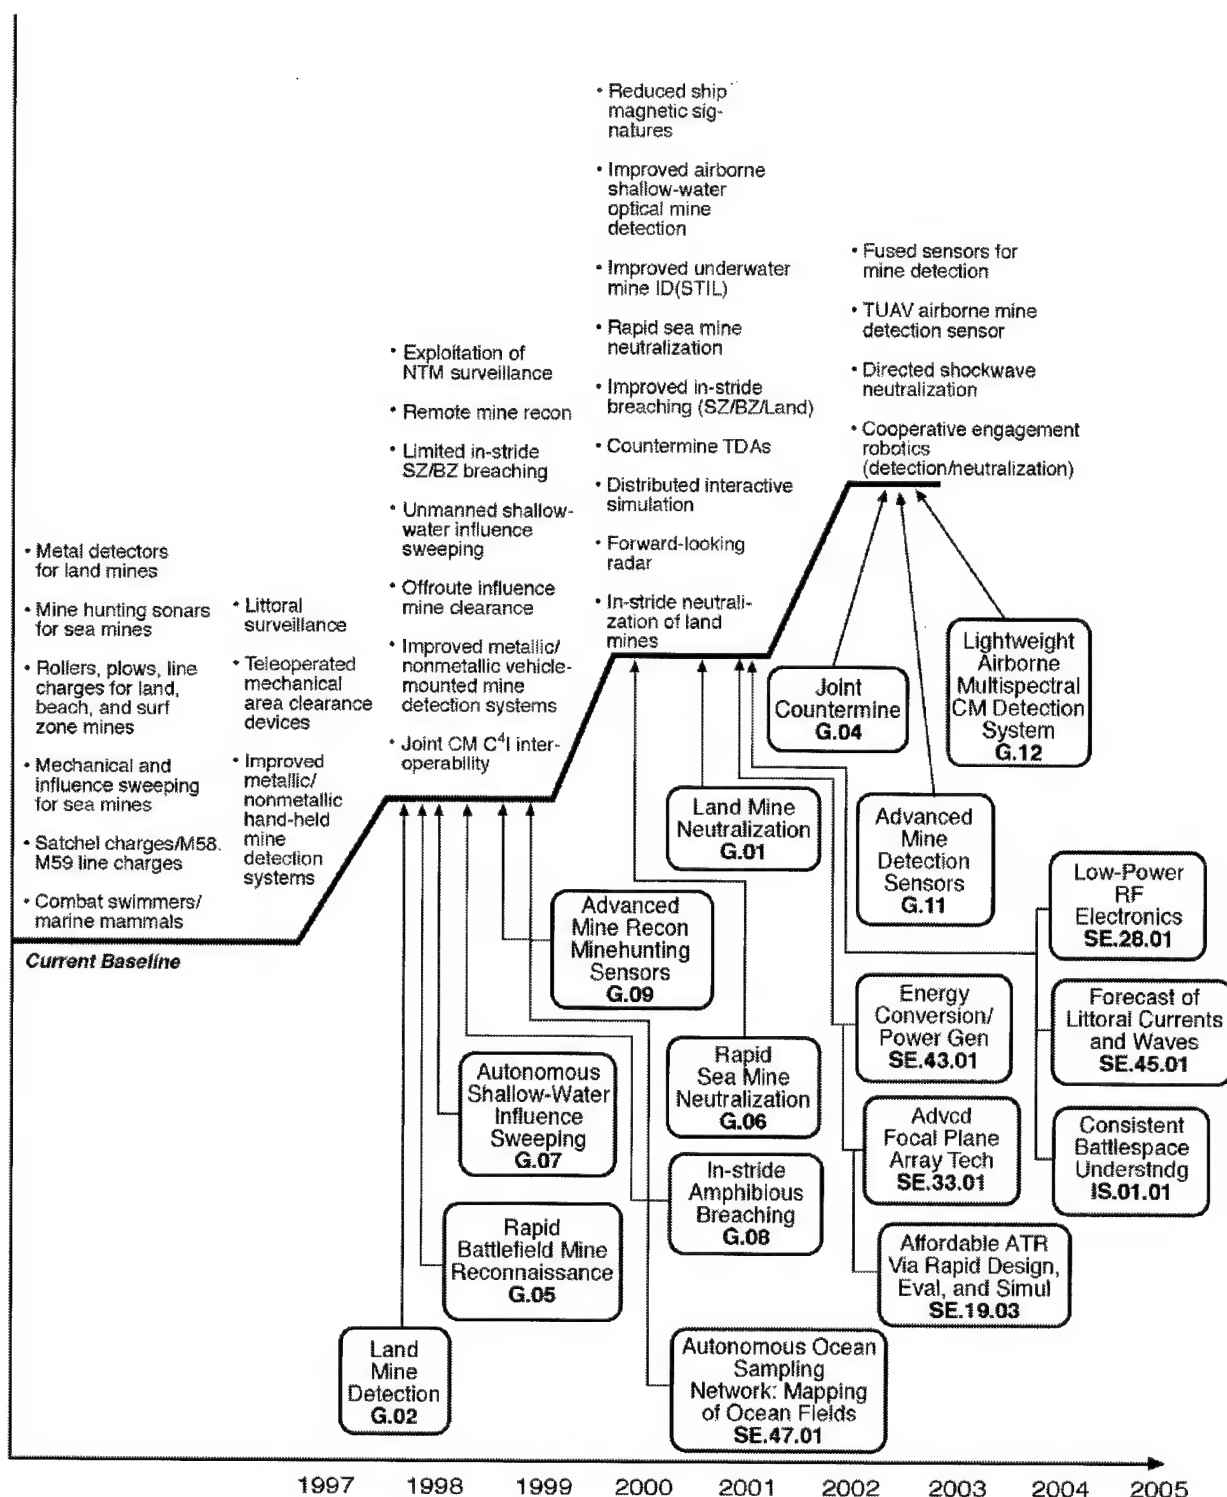 • Metal detectors
for land mines
• Mine hunting sonars
for sea mines
• Rollers, plows, line
charges for land,
beach, and surf
zone mines
• Mechanical and
influence sweeping
for sea mines
• Satchel charges/M58.
M59 line charges
• Combat swimmers/
marine mammals
Current Baseline
• Littoral
surveillance
• Teleoperated
mechanical
area clearance
devices
• Improved
metallic/
nonmetallic
hand-held
mine
detection
systems
• Exploitation of
NTM surveillance
• Remote mine recon
• Limited in-stride
SZ/BZ breaching
• Unmanned shallow-
water influence
sweeping
• Offroute influence
mine clearance
• Improved metallic/
nonmetallic vehicle-
mounted mine
detection systems
• Joint CM C⁴I inter-
operability
• Reduced ship
magnetic sig-
natures
• Improved airborne
shallow-water
optical mine
detection
• Improved underwater
mine ID(STIL)
• Rapid sea mine
neutralization
• Improved in-stride
breaching (SZ/BZ/Land)
• Countermine TDAs
• Distributed interactive
simulation
• Forward-looking
radar
• In-stride neutrali-
zation of land
mines
• Fused sensors for
mine detection
• TUAV airborne mine
detection sensor
• Directed shockwave
neutralization
• Cooperative engagement
robotics
(detection/neutralization)
Joint
Countermine
G.04
Lightweight
Airborne
Multispectral
CM Detection
System
G.12
Land Mine
Neutralization
G.01
Advanced
Mine
Detection
Sensors
G.11
Low-Power
RF
Electronics
SE.28.01
Advanced
Mine Recon
Minehunting
Sensors
G.09
Energy
Conversion/
Power Gen
SE.43.01
Forecast of
Littoral Currents
and Waves
SE.45.01
Autonomous
Shallow-Water
Influence
Sweeping
G.07
Rapid
Sea Mine
Neutralization
G.06
Advcd
Focal Plane
Array Tech
SE.33.01
Consistent
Battlespace
Understndg
IS.01.01
In-stride
Amphibious
Breaching
G.08
Rapid
Battlefield Mine
Reconnaissance
G.05
Affordable ATR
Via Rapid Design,
Eval, and Simul
SE.19.03
Land
Mine
Detection
G.02
Autonomous Ocean
Sampling
Network: Mapping
of Ocean Fields
SE.47.01
1997 1998 1999 2000 2001 2002 2003 2004 2005